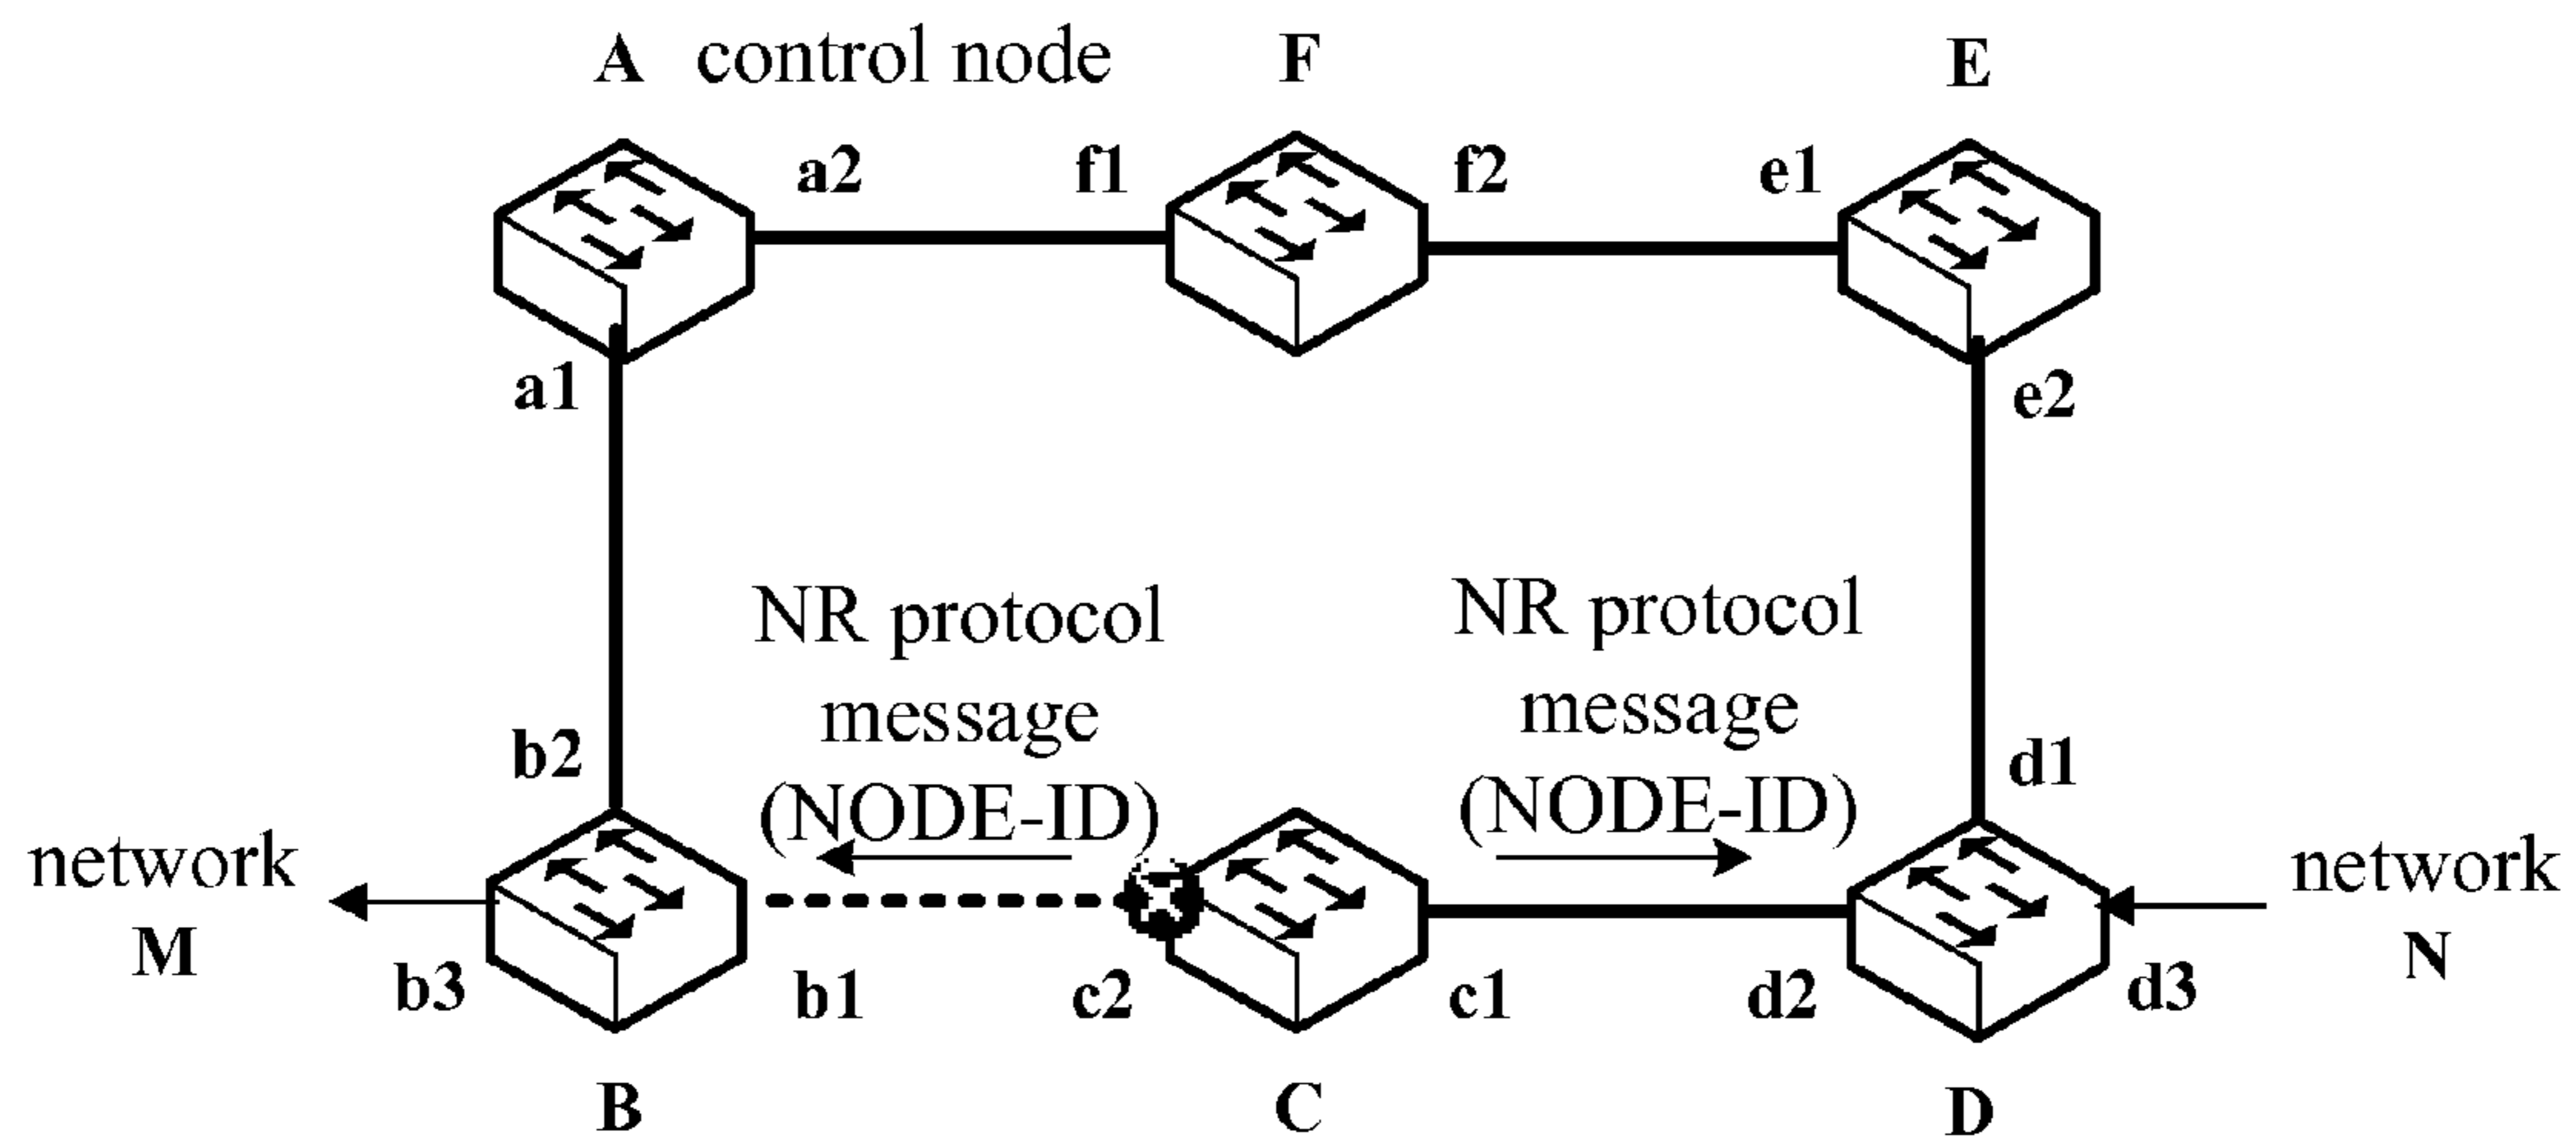 A control node F E
a2 f1 f2 e1
a1 e2
NR protocol
message
(NODE-ID)
NR protocol
message
(NODE-ID)
b2 d1
network
M
network
N
b3 b1 c2 c1 d2 d3
B C D